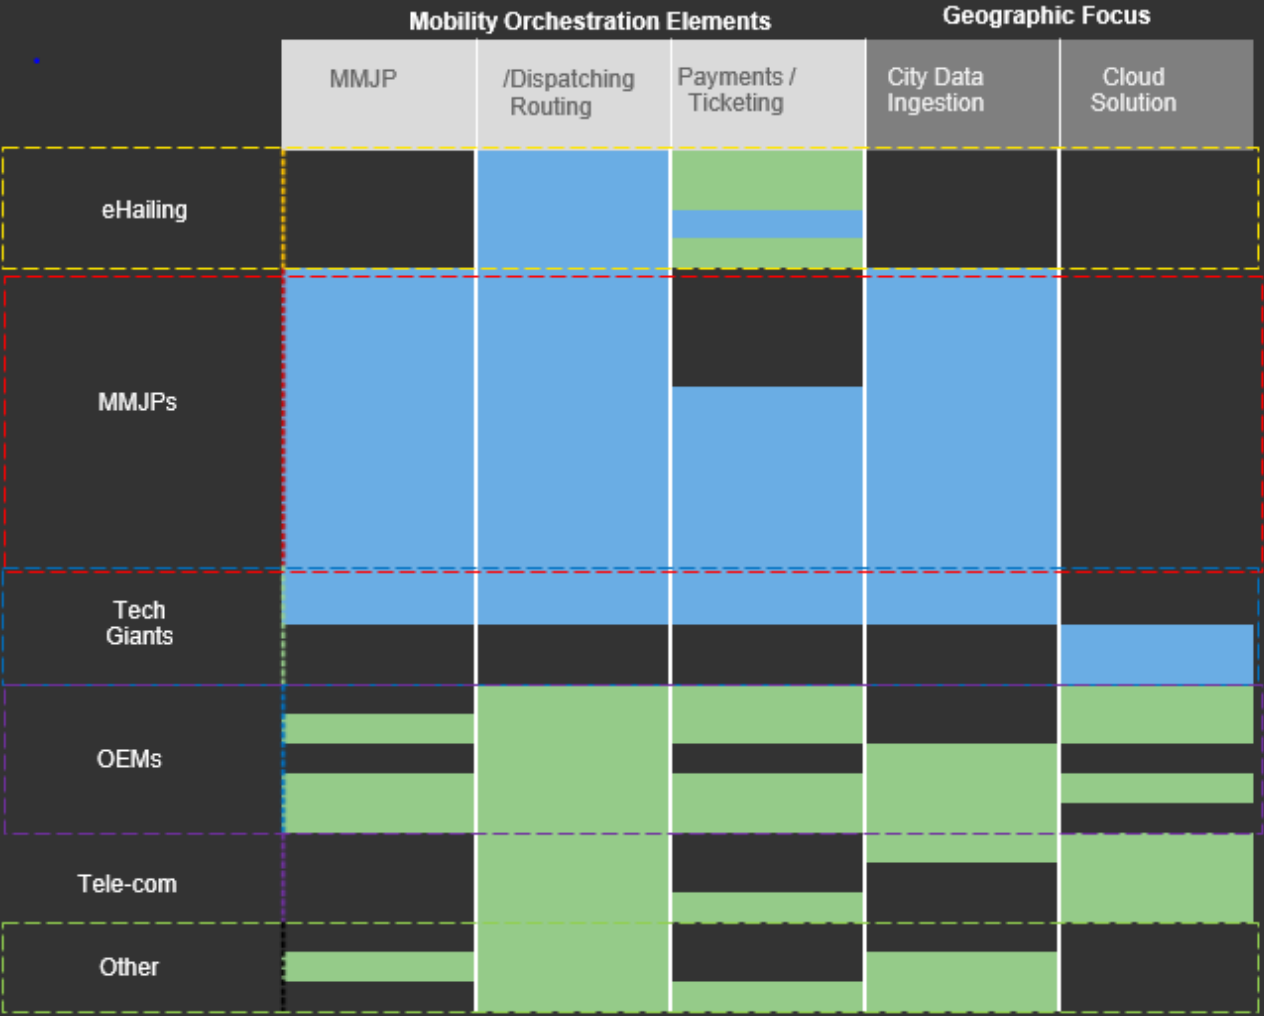 Mobility Orchestration Elements
Geographic Focus
MMJP
/Dispatching
Routing
Payments /
Ticketing
City Data
Ingestion
Cloud
Solution
eHailing
MMJPs
Tech
Giants
OEMs
Tele-com
Other